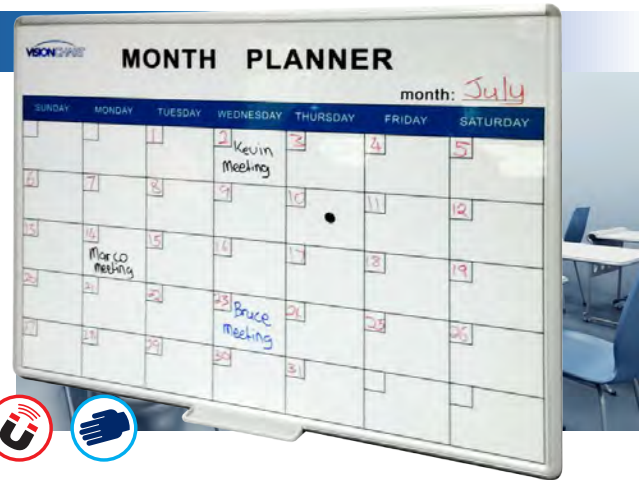 VISIONCHART
MONTH PLANNER
month: July
SUNDAY MONDAY TUESDAY WEDNESDAY THURSDAY FRIDAY SATURDAY
1 2 3 4 5
Kevin
Meeting
6 7 8 9 10 11 12
13 14 15 16 17 18 19
Marco
meeting
20 21 22 23 24 25 26
Bruce
meeting
27 28 29 30 31